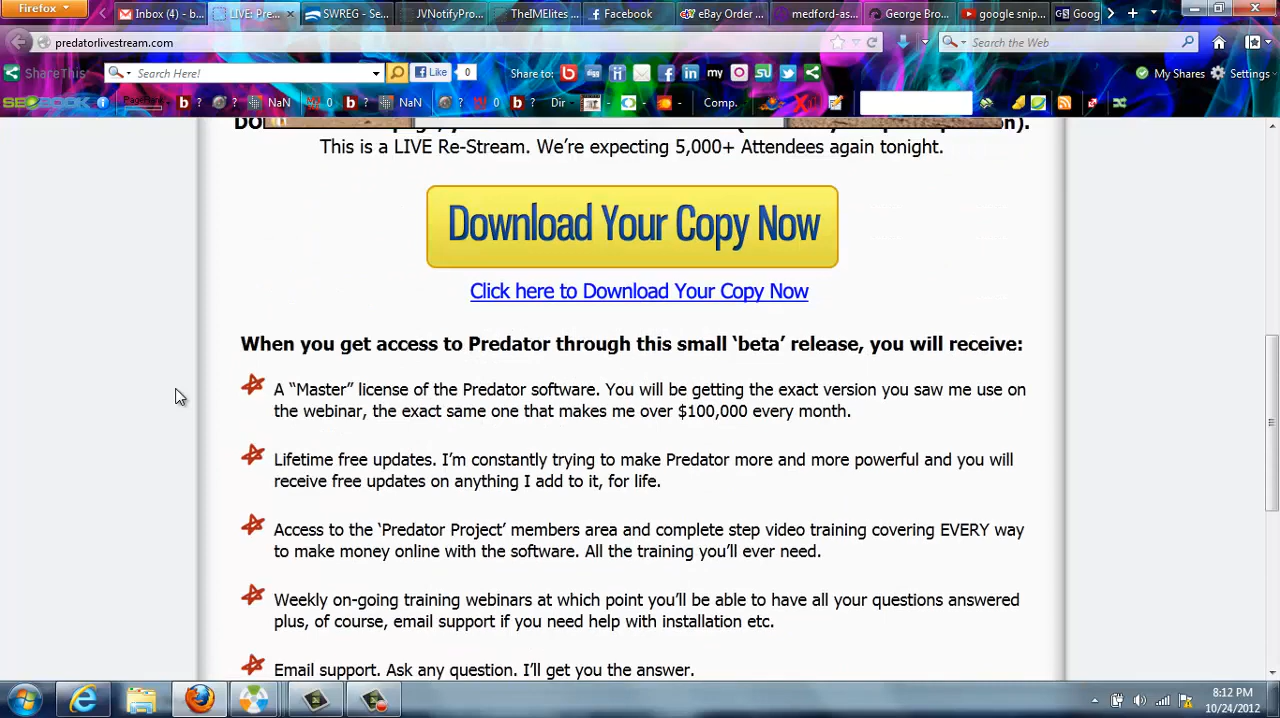 Firefox
Inbox (4) - b...
LIVE: Pre...
SWREG - Se...
JVNotifyPro...
TheIMElites ...
Facebook
eBay Order ...
medford-as...
George Bro...
google snip...
Goog
predatorlivestream.com
Search the Web
ShareThis
Search Here!
Like
0
Share to:
My Shares
Settings
SEOBOOK
PageRank
b ?
?
NaN
0
b ?
NaN
?
0
b ?
Dir
Comp.
This is a LIVE Re-Stream. We're expecting 5,000+ Attendees again tonight.
Download Your Copy Now
Click here to Download Your Copy Now
When you get access to Predator through this small 'beta' release, you will receive:
A "Master" license of the Predator software. You will be getting the exact version you saw me use on
the webinar, the exact same one that makes me over $100,000 every month.
Lifetime free updates. I'm constantly trying to make Predator more and more powerful and you will
receive free updates on anything I add to it, for life.
Access to the 'Predator Project' members area and complete step video training covering EVERY way
to make money online with the software. All the training you'll ever need.
Weekly on-going training webinars at which point you'll be able to have all your questions answered
plus, of course, email support if you need help with installation etc.
Email support. Ask any question. I'll get you the answer.
8:12 PM
10/24/2012